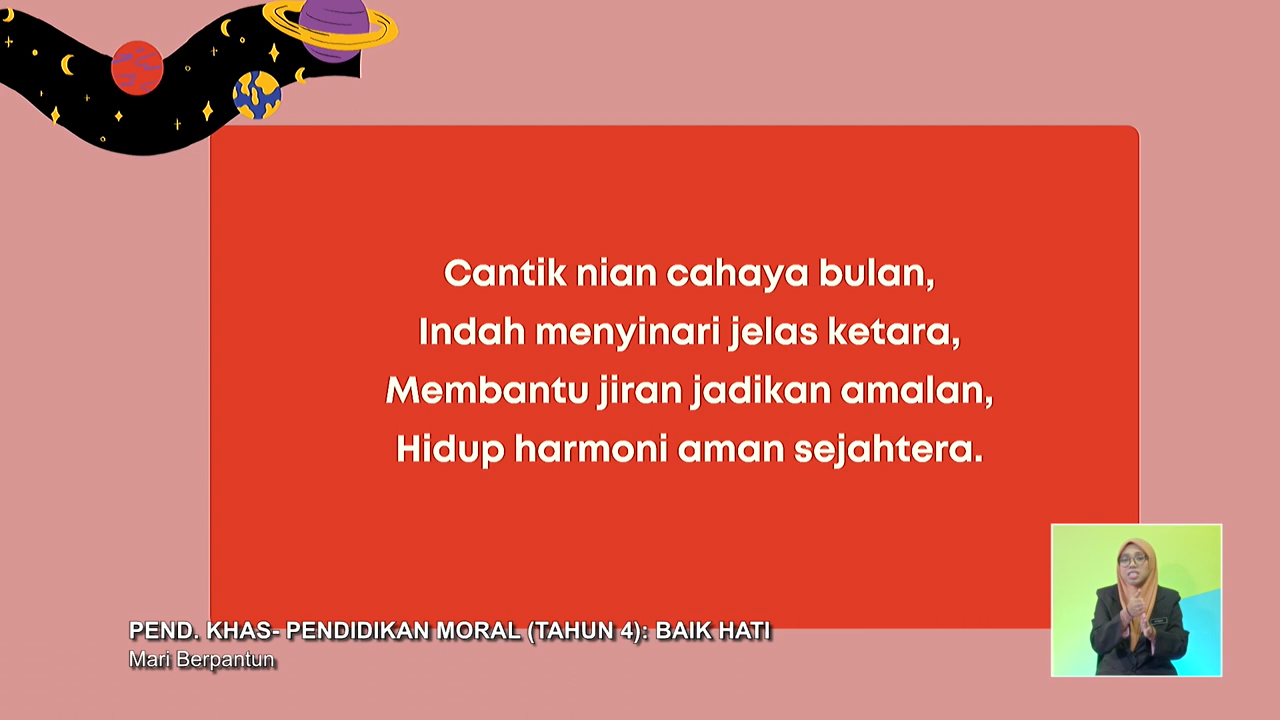 Cantik nian cahaya bulan,
Indah menyinari jelas ketara,
Membantu jiran jadikan amalan,
Hidup harmoni aman sejahtera.
PEND. KHAS- PENDIDIKAN MORAL (TAHUN 4): BAIK HATI
Mari Berpantun